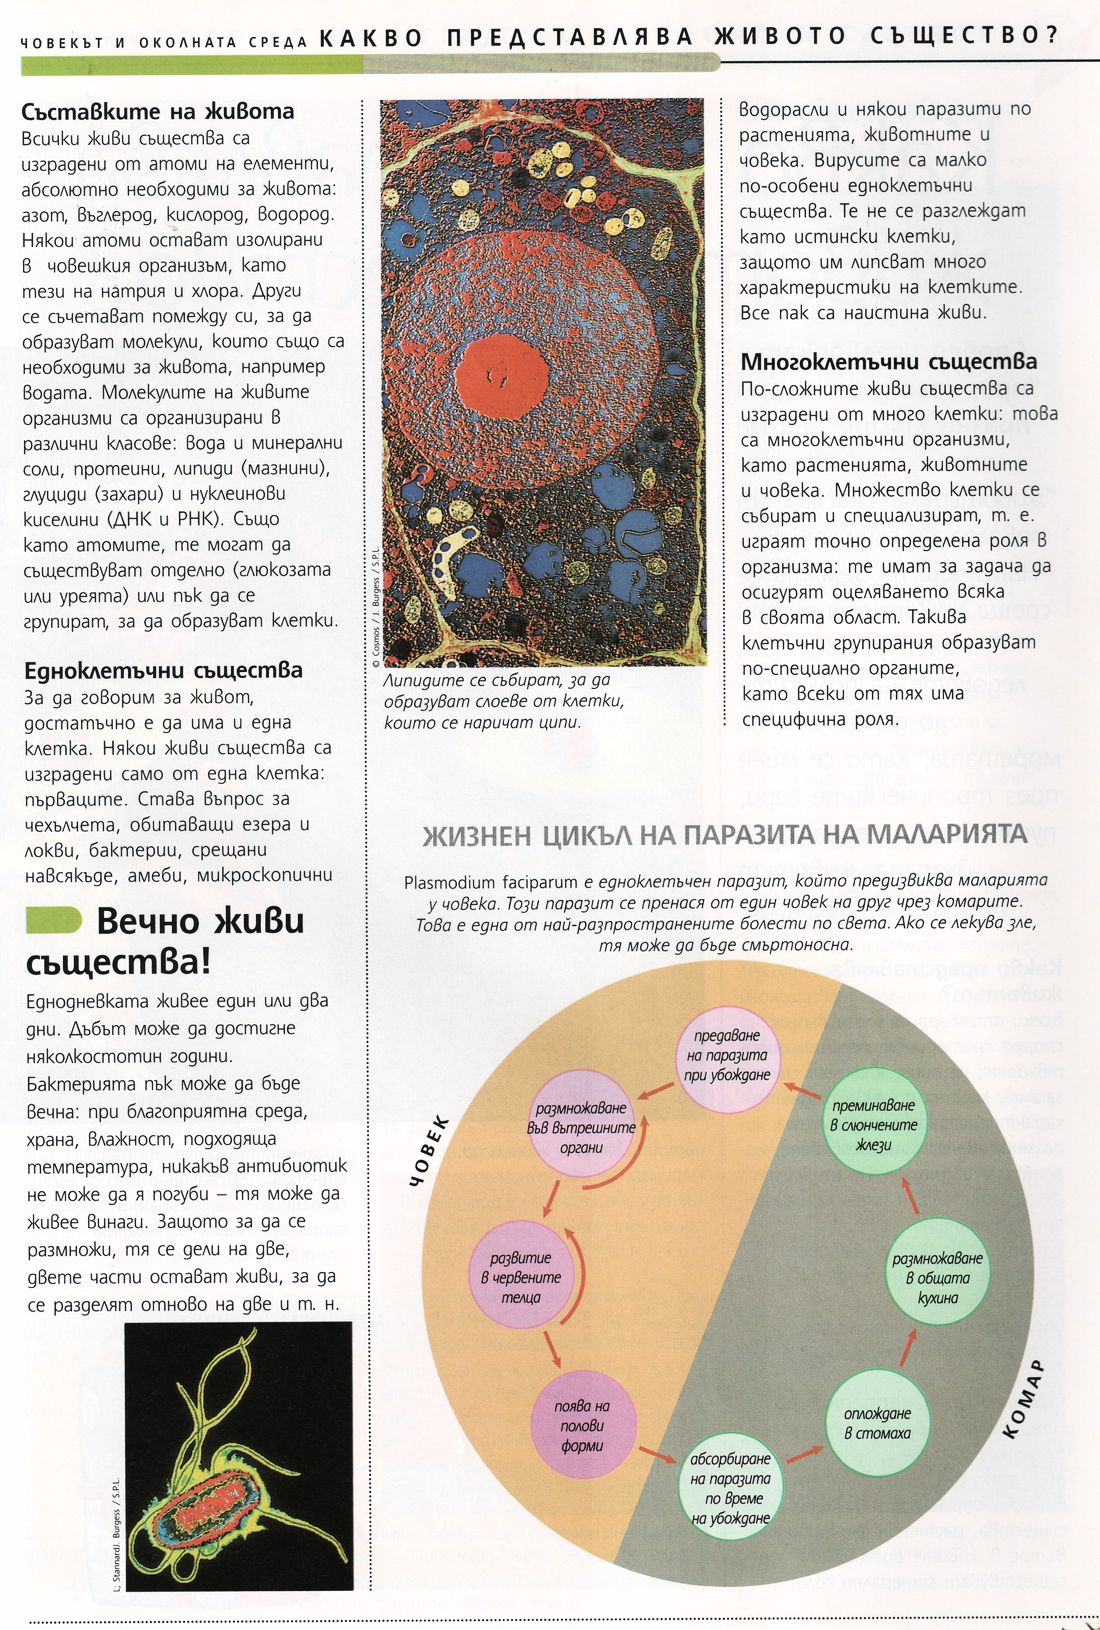 ЧОВЕКЪТ И ОКОЛНАТА СРЕДА КАКВО ПРЕДСТАВЛЯВА ЖИВОТО СЪЩЕСТВО?
Съставките на живота
Всички живи същества са
изградени от атоми на елементи,
абсолютно необходими за живота:
азот, въглерод, кислород, водород.
Някои атоми остават изолирани
в човешкия организъм, като
тези на натрия и хлора. Други
се съчетават помежду си, за да
образуват молекули, които също са
необходими за живота, например
водата. Молекулите на живите
организми са организирани в
различни класове: вода и минерални
соли, протеини, липиди (мазнини),
глуциди (захари) и нуклеинови
киселини (ДНК и РНК). Също
като атомите, те могат да
съществуват отделно (глюкозата
или уреята) или пък да се
групират, за да образуват клетки.
Едноклетъчни същества
За да говорим за живот,
достатъчно е да има и една
клетка. Някои живи същества са
изградени само от една клетка:
първаците. Става въпрос за
чехълчета, обитаващи езера и
локви, бактерии, срещани
навсякъде, амеби, микроскопични
Вечно живи
същества!
Еднодневката живее един или два
дни. Дъбът може да достигне
няколкостотин години.
Бактерията пък може да бъде
вечна: при благоприятна среда,
храна, влажност, подходяща
температура, никакъв антибиотик
не може да я погуби – тя може да
живее винаги. Защото за да се
размножи, тя се дели на две,
двете части остават живи, за да
се разделят отново на две и т. н.
L; StannardJ. Burgess / S.P.L.
© Cosmos / J. Burgess / S.P.L.
Липидите се събират, за да
образуват слоеве от клетки,
които се наричат ципи.
водорасли и някои паразити по
растенията, животните и
човека. Вирусите са малко
по-особени едноклетъчни
същества. Те не се разглеждат
като истински клетки,
защото им липсват много
характеристики на клетките.
Все пак са наистина живи.
Многоклетъчни същества
По-сложните живи същества са
изградени от много клетки: това
са многоклетъчни организми,
като растенията, животните
и човека. Множество клетки се
събират и специализират, т. е.
играят точно определена роля в
организма: те имат за задача да
осигурят оцеляването всяка
в своята област. Такива
клетъчни групирания образуват
по-специално органите,
като всеки от тях има
специфична роля.
ЖИЗНЕН ЦИКЪЛ НА ПАРАЗИТА НА МАЛАРИЯТА
Plasmodium faciparum е едноклетъчен паразит, който предизвиква маларията
у човека. Този паразит се пренася от един човек на друг чрез комарите.
Това е една от най-разпространените болести по света. Ако се лекува зле,
тя може да бъде смъртоносна.
ЧОВЕК
предаване
на паразита
при убождане
размножаване
във вътрешните
органи
развитие
в червените
телца
поява на
полови
форми
абсорбиране
на паразита
по време
на убождане
оплождане
в стомаха
размножаване
в общата
кухина
преминаване
в слюнчените
жлези
КОМАР